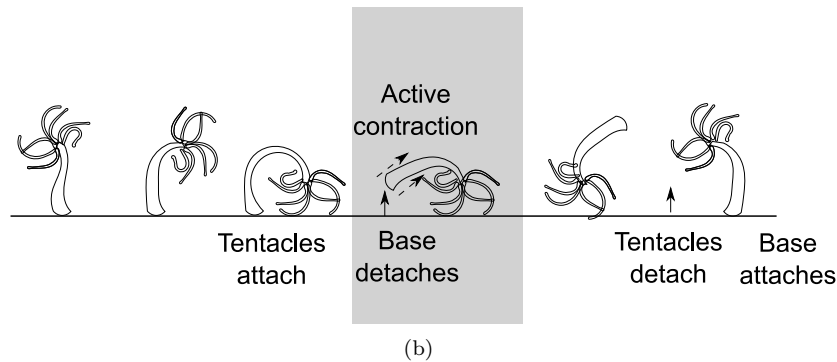 Active
contraction
Tentacles
attach
Base
detaches
Tentacles
detach
Base
attaches
(b)